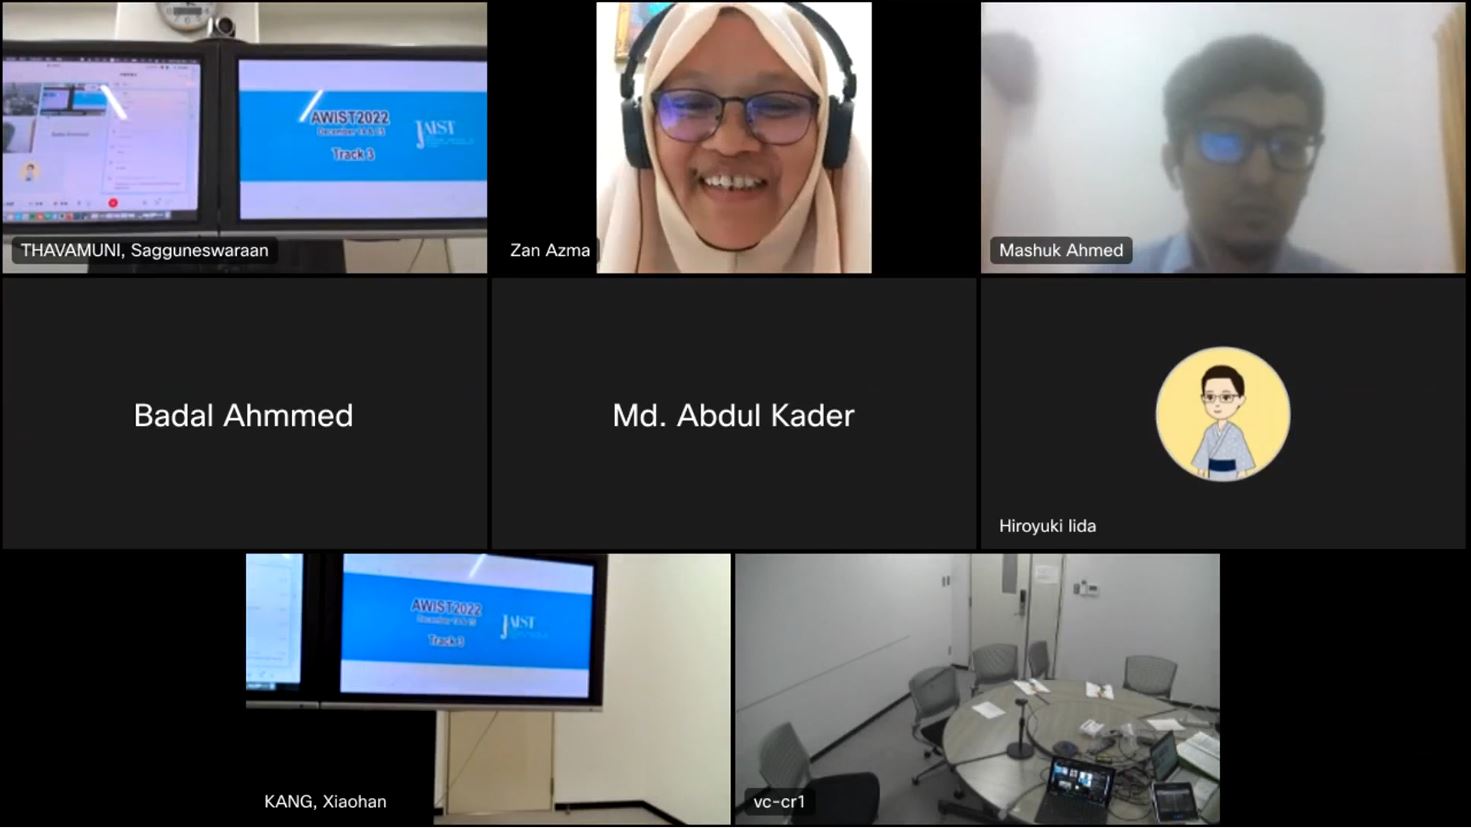 AWIST2022
December 14 & 15
Track 3
JAIST
THAVAMUNI, Sagguneswaraan
Zan Azma
Mashuk Ahmed
Badal Ahmmed
Md. Abdul Kader
Hiroyuki Iida
AWIST2022
December 14 & 15
Track 3
JAIST
KANG, Xiaohan
vc-cr1